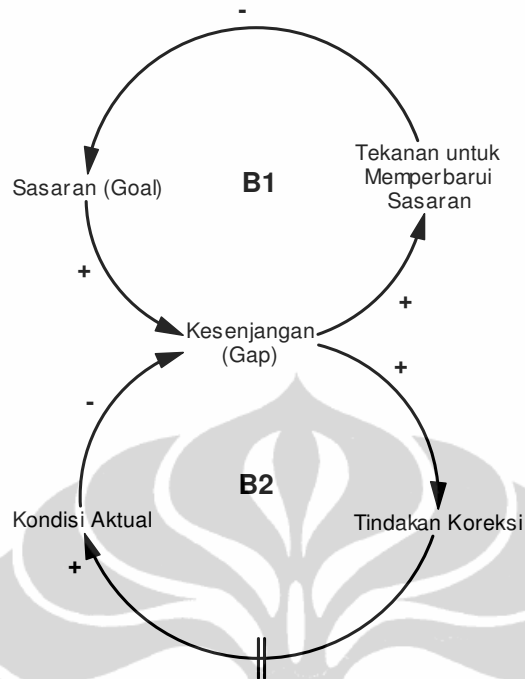 -
Tekanan untuk
Memperbarui
Sasaran
Sasaran (Goal)
B1
+
+
Kesenjangan
(Gap)
+
-
B2
Kondisi Aktual
Tindakan Koreksi
+